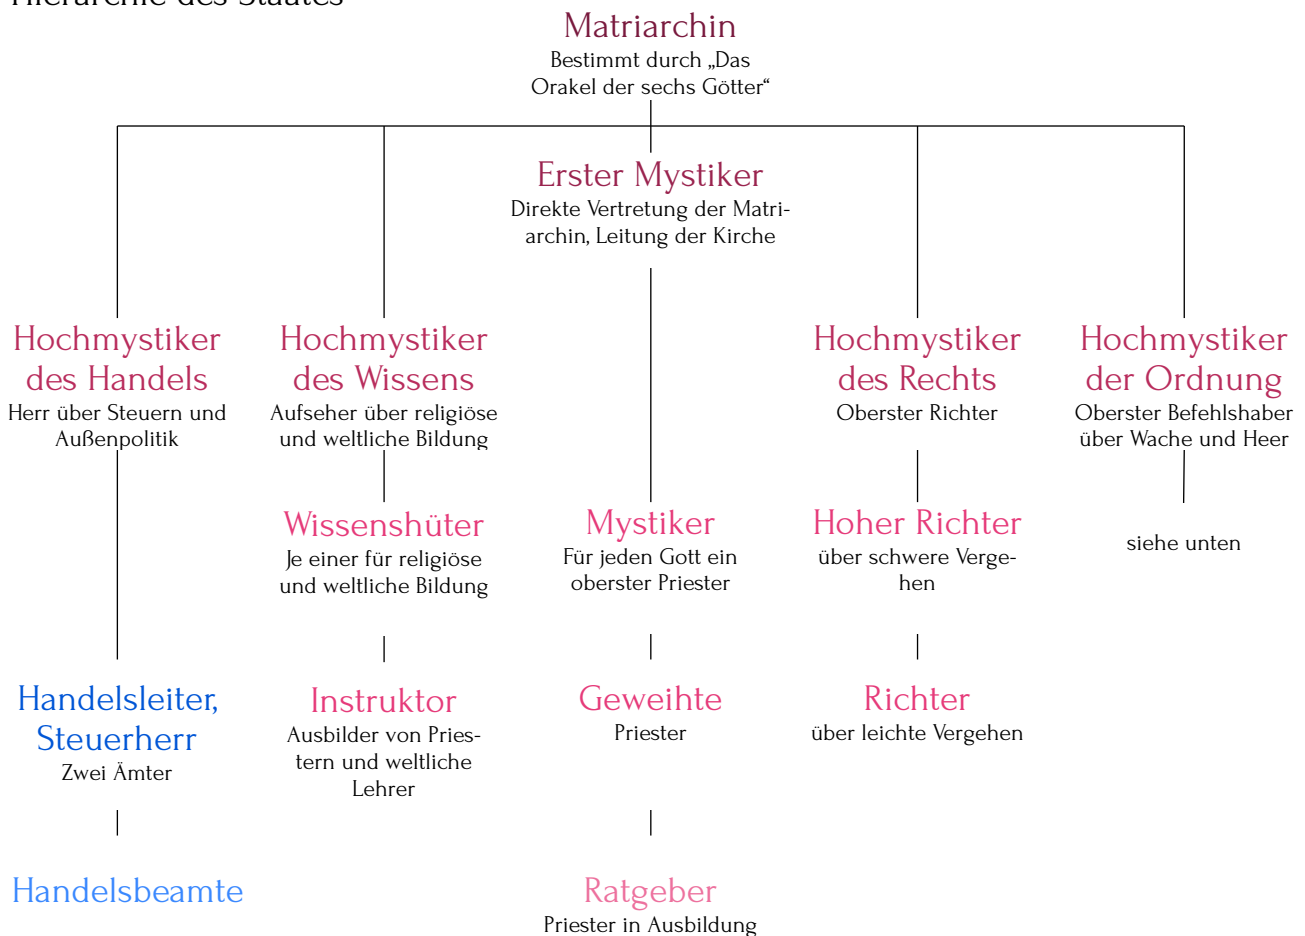 Hierarchie des Staates
Matriarchin
Bestimmt durch „Das
Orakel der sechs Götter“
Erster Mystiker
Direkte Vertretung der Matri-
archin, Leitung der Kirche
Hochmystiker
des Handels
Herr über Steuern und
Außenpolitik
Hochmystiker
des Wissens
Aufseher über religiöse
und weltliche Bildung
Hochmystiker
des Rechts
Oberster Richter
Hochmystiker
der Ordnung
Oberster Befehlshaber
über Wache und Heer
Wissenshüter
Je einer für religiöse
und weltliche Bildung
Mystiker
Für jeden Gott ein
oberster Priester
Hoher Richter
über schwere Verge-
hen
siehe unten
Handelsleiter,
Steuerherr
Zwei Ämter
Instruktor
Ausbilder von Pries-
tern und weltliche
Lehrer
Geweihte
Priester
Richter
über leichte Vergehen
Handelsbeamte
Ratgeber
Priester in Ausbildung